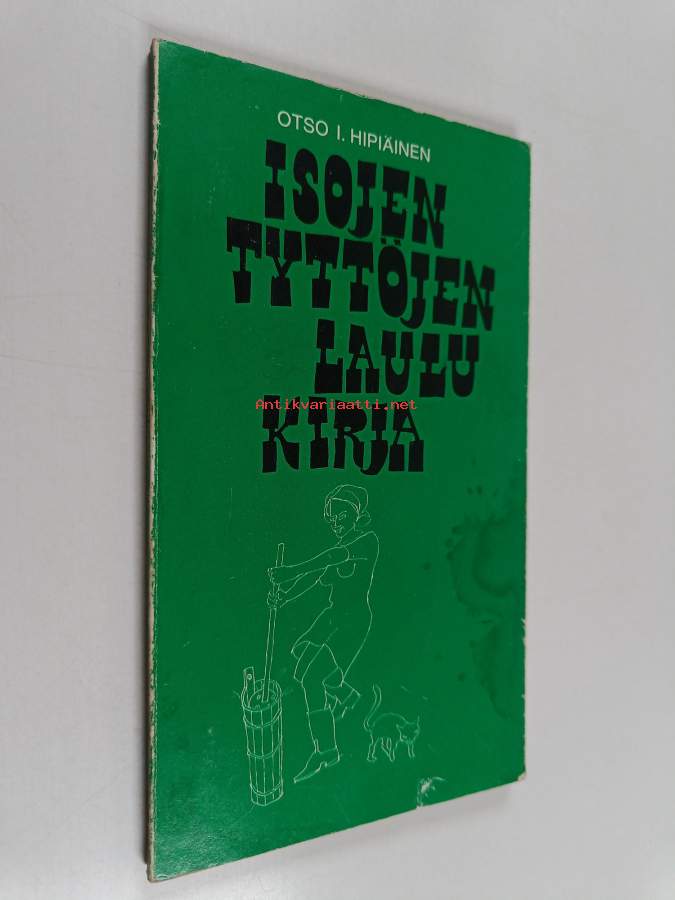 OTSO I. HIPIÄINEN
ISOJEN
TYTTÖJEN
LAULU
Antikvariaatti.net
KIRJA